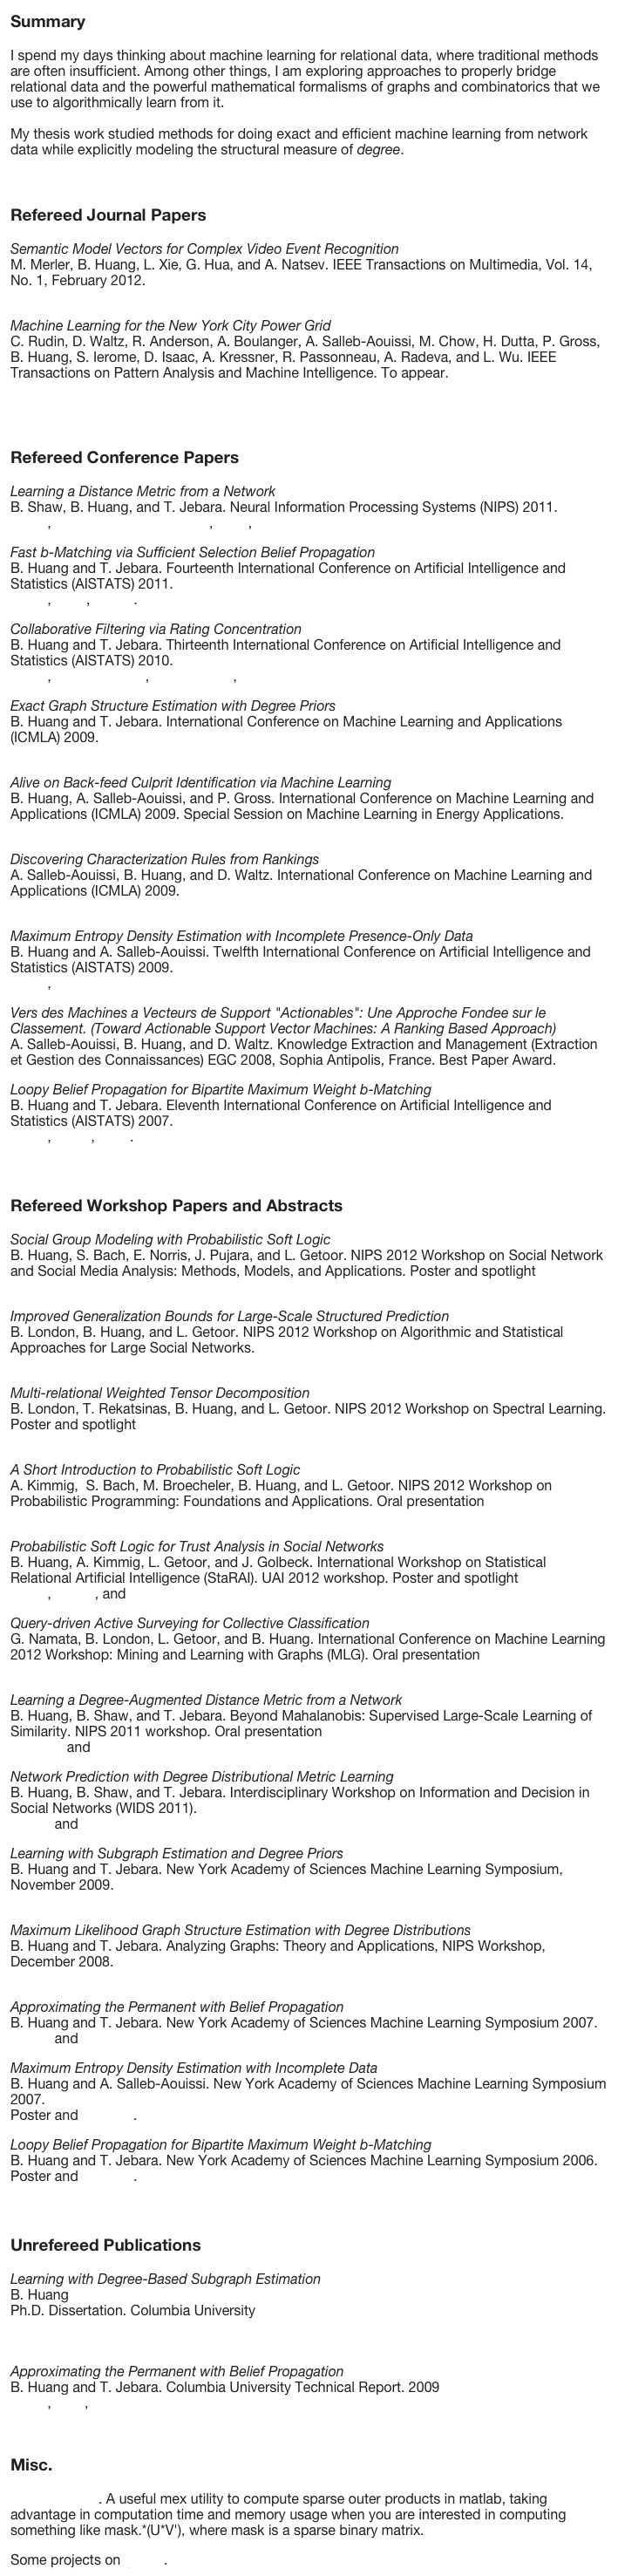 Summary
I spend my days thinking about machine learning for relational data, where traditional methods
are often insufficient. Among other things, I am exploring approaches to properly bridge
relational data and the powerful mathematical formalisms of graphs and combinatorics that we
use to algorithmically learn from it.
My thesis work studied methods for doing exact and efficient machine learning from network
data while explicitly modeling the structural measure of degree.
Refereed Journal Papers
Semantic Model Vectors for Complex Video Event Recognition
M. Merler, B. Huang, L. Xie, G. Hua, and A. Natsev. IEEE Transactions on Multimedia, Vol. 14,
No. 1, February 2012.
Machine Learning for the New York City Power Grid
C. Rudin, D. Waltz, R. Anderson, A. Boulanger, A. Salleb-Aouissi, M. Chow, H. Dutta, P. Gross,
B. Huang, S. Ierome, D. Isaac, A. Kressner, R. Passonneau, A. Radeva, and L. Wu. IEEE
Transactions on Pattern Analysis and Machine Intelligence. To appear.
Refereed Conference Papers
Learning a Distance Metric from a Network
B. Shaw, B. Huang, and T. Jebara. Neural Information Processing Systems (NIPS) 2011.
, , , ,
Fast b-Matching via Sufficient Selection Belief Propagation
B. Huang and T. Jebara. Fourteenth International Conference on Artificial Intelligence and
Statistics (AISTATS) 2011.
, , .
Collaborative Filtering via Rating Concentration
B. Huang and T. Jebara. Thirteenth International Conference on Artificial Intelligence and
Statistics (AISTATS) 2010.
, , ,
Exact Graph Structure Estimation with Degree Priors
B. Huang and T. Jebara. International Conference on Machine Learning and Applications
(ICMLA) 2009.
Alive on Back-feed Culprit Identification via Machine Learning
B. Huang, A. Salleb-Aouissi, and P. Gross. International Conference on Machine Learning and
Applications (ICMLA) 2009. Special Session on Machine Learning in Energy Applications.
Discovering Characterization Rules from Rankings
A. Salleb-Aouissi, B. Huang, and D. Waltz. International Conference on Machine Learning and
Applications (ICMLA) 2009.
Maximum Entropy Density Estimation with Incomplete Presence-Only Data
B. Huang and A. Salleb-Aouissi. Twelfth International Conference on Artificial Intelligence and
Statistics (AISTATS) 2009.
,
Vers des Machines a Vecteurs de Support "Actionables": Une Approche Fondee sur le
Classement. (Toward Actionable Support Vector Machines: A Ranking Based Approach)
A. Salleb-Aouissi, B. Huang, and D. Waltz. Knowledge Extraction and Management (Extraction
et Gestion des Connaissances) EGC 2008, Sophia Antipolis, France. Best Paper Award.
Loopy Belief Propagation for Bipartite Maximum Weight b-Matching
B. Huang and T. Jebara. Eleventh International Conference on Artificial Intelligence and
Statistics (AISTATS) 2007.
, , .
Refereed Workshop Papers and Abstracts
Social Group Modeling with Probabilistic Soft Logic
B. Huang, S. Bach, E. Norris, J. Pujara, and L. Getoor. NIPS 2012 Workshop on Social Network
and Social Media Analysis: Methods, Models, and Applications. Poster and spotlight
Improved Generalization Bounds for Large-Scale Structured Prediction
B. London, B. Huang, and L. Getoor. NIPS 2012 Workshop on Algorithmic and Statistical
Approaches for Large Social Networks.
Multi-relational Weighted Tensor Decomposition
B. London, T. Rekatsinas, B. Huang, and L. Getoor. NIPS 2012 Workshop on Spectral Learning.
Poster and spotlight
A Short Introduction to Probabilistic Soft Logic
A. Kimmig, S. Bach, M. Broecheler, B. Huang, and L. Getoor. NIPS 2012 Workshop on
Probabilistic Programming: Foundations and Applications. Oral presentation
Probabilistic Soft Logic for Trust Analysis in Social Networks
B. Huang, A. Kimmig, L. Getoor, and J. Golbeck. International Workshop on Statistical
Relational Artificial Intelligence (StaRAI). UAI 2012 workshop. Poster and spotlight
, , and
Query-driven Active Surveying for Collective Classification
G. Namata, B. London, L. Getoor, and B. Huang. International Conference on Machine Learning
2012 Workshop: Mining and Learning with Graphs (MLG). Oral presentation
Learning a Degree-Augmented Distance Metric from a Network
B. Huang, B. Shaw, and T. Jebara. Beyond Mahalanobis: Supervised Large-Scale Learning of
Similarity. NIPS 2011 workshop. Oral presentation
and
Network Prediction with Degree Distributional Metric Learning
B. Huang, B. Shaw, and T. Jebara. Interdisciplinary Workshop on Information and Decision in
Social Networks (WIDS 2011).
and
Learning with Subgraph Estimation and Degree Priors
B. Huang and T. Jebara. New York Academy of Sciences Machine Learning Symposium,
November 2009.
Maximum Likelihood Graph Structure Estimation with Degree Distributions
B. Huang and T. Jebara. Analyzing Graphs: Theory and Applications, NIPS Workshop,
December 2008.
Approximating the Permanent with Belief Propagation
B. Huang and T. Jebara. New York Academy of Sciences Machine Learning Symposium 2007.
and
Maximum Entropy Density Estimation with Incomplete Data
B. Huang and A. Salleb-Aouissi. New York Academy of Sciences Machine Learning Symposium
2007.
Poster and .
Loopy Belief Propagation for Bipartite Maximum Weight b-Matching
B. Huang and T. Jebara. New York Academy of Sciences Machine Learning Symposium 2006.
Poster and .
Unrefereed Publications
Learning with Degree-Based Subgraph Estimation
B. Huang
Ph.D. Dissertation. Columbia University
Approximating the Permanent with Belief Propagation
B. Huang and T. Jebara. Columbia University Technical Report. 2009
, , ,
Misc.
. A useful mex utility to compute sparse outer products in matlab, taking
advantage in computation time and memory usage when you are interested in computing
something like mask.*(U*V'), where mask is a sparse binary matrix.
Some projects on .